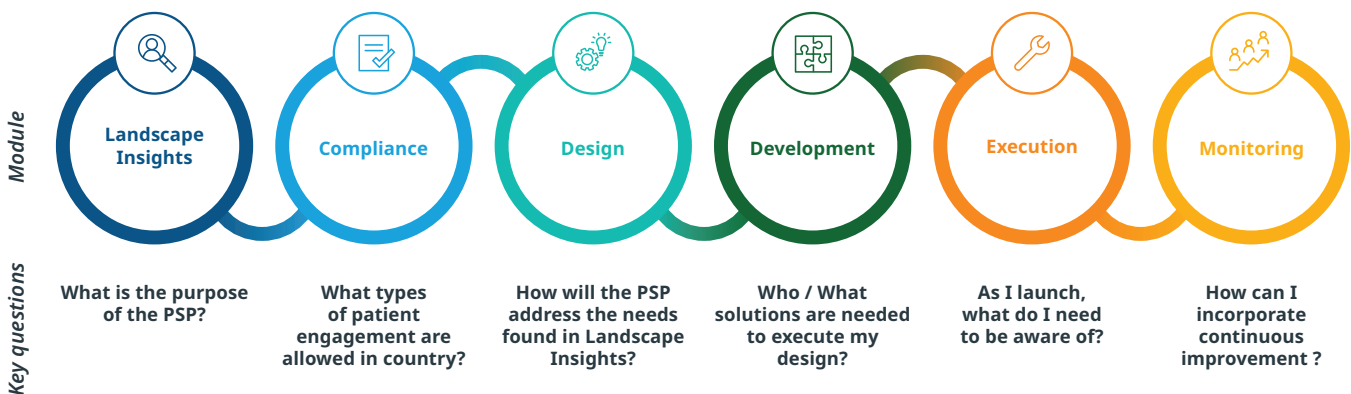 Module
Landscape
Insights
Compliance
Design
Development
Execution
Monitoring
Key questions
What is the purpose
of the PSP?
What types
of patient
engagement are
allowed in country?
How will the PSP
address the needs
found in Landscape
Insights?
Who / What
solutions are needed
to execute my
design?
As I launch,
what do I need
to be aware of?
How can I
incorporate
continuous
improvement ?